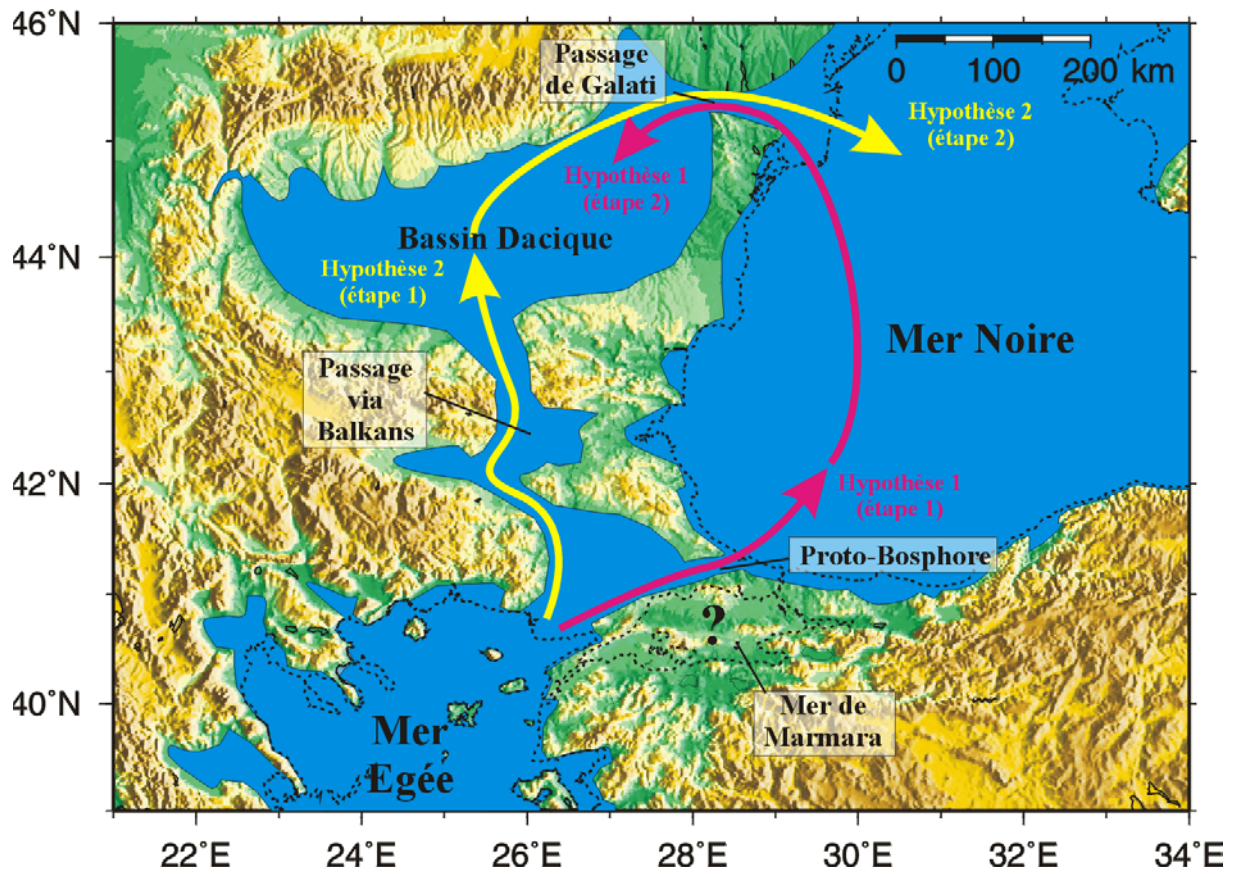 46°N
44°N
42°N
40°N
22°E
24°E
26°E
28°E
30°E
32°E
34°E
0
100
200 km
Passage
de Galati
Hypothèse 2
(étape 2)
Hypothèse 1
(étape 2)
Bassin Dacique
Hypothèse 2
(étape 1)
Mer Noire
Passage
via
Balkans
Hypothèse 1
(étape 1)
Proto-Bosphore
?
Mer de
Marmara
Mer
Egéé